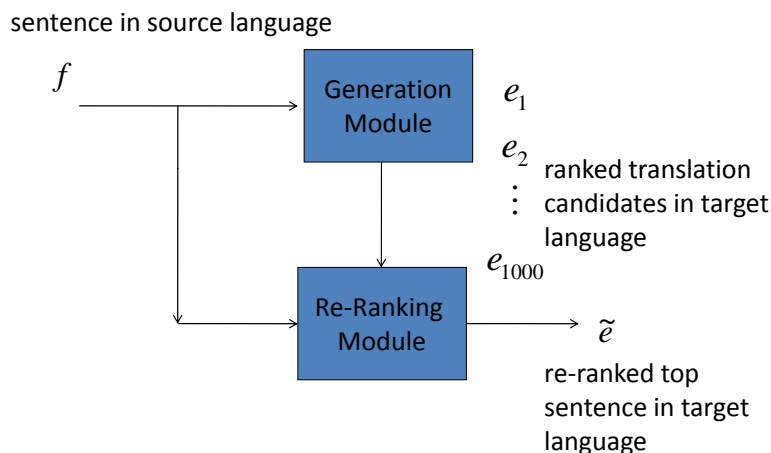 sentence in source language
f
Generation
Module
e₁
e₂
⋮
ranked translation
candidates in target
language
e₁₀₀₀
Re-Ranking
Module
ẽ
re-ranked top
sentence in target
language